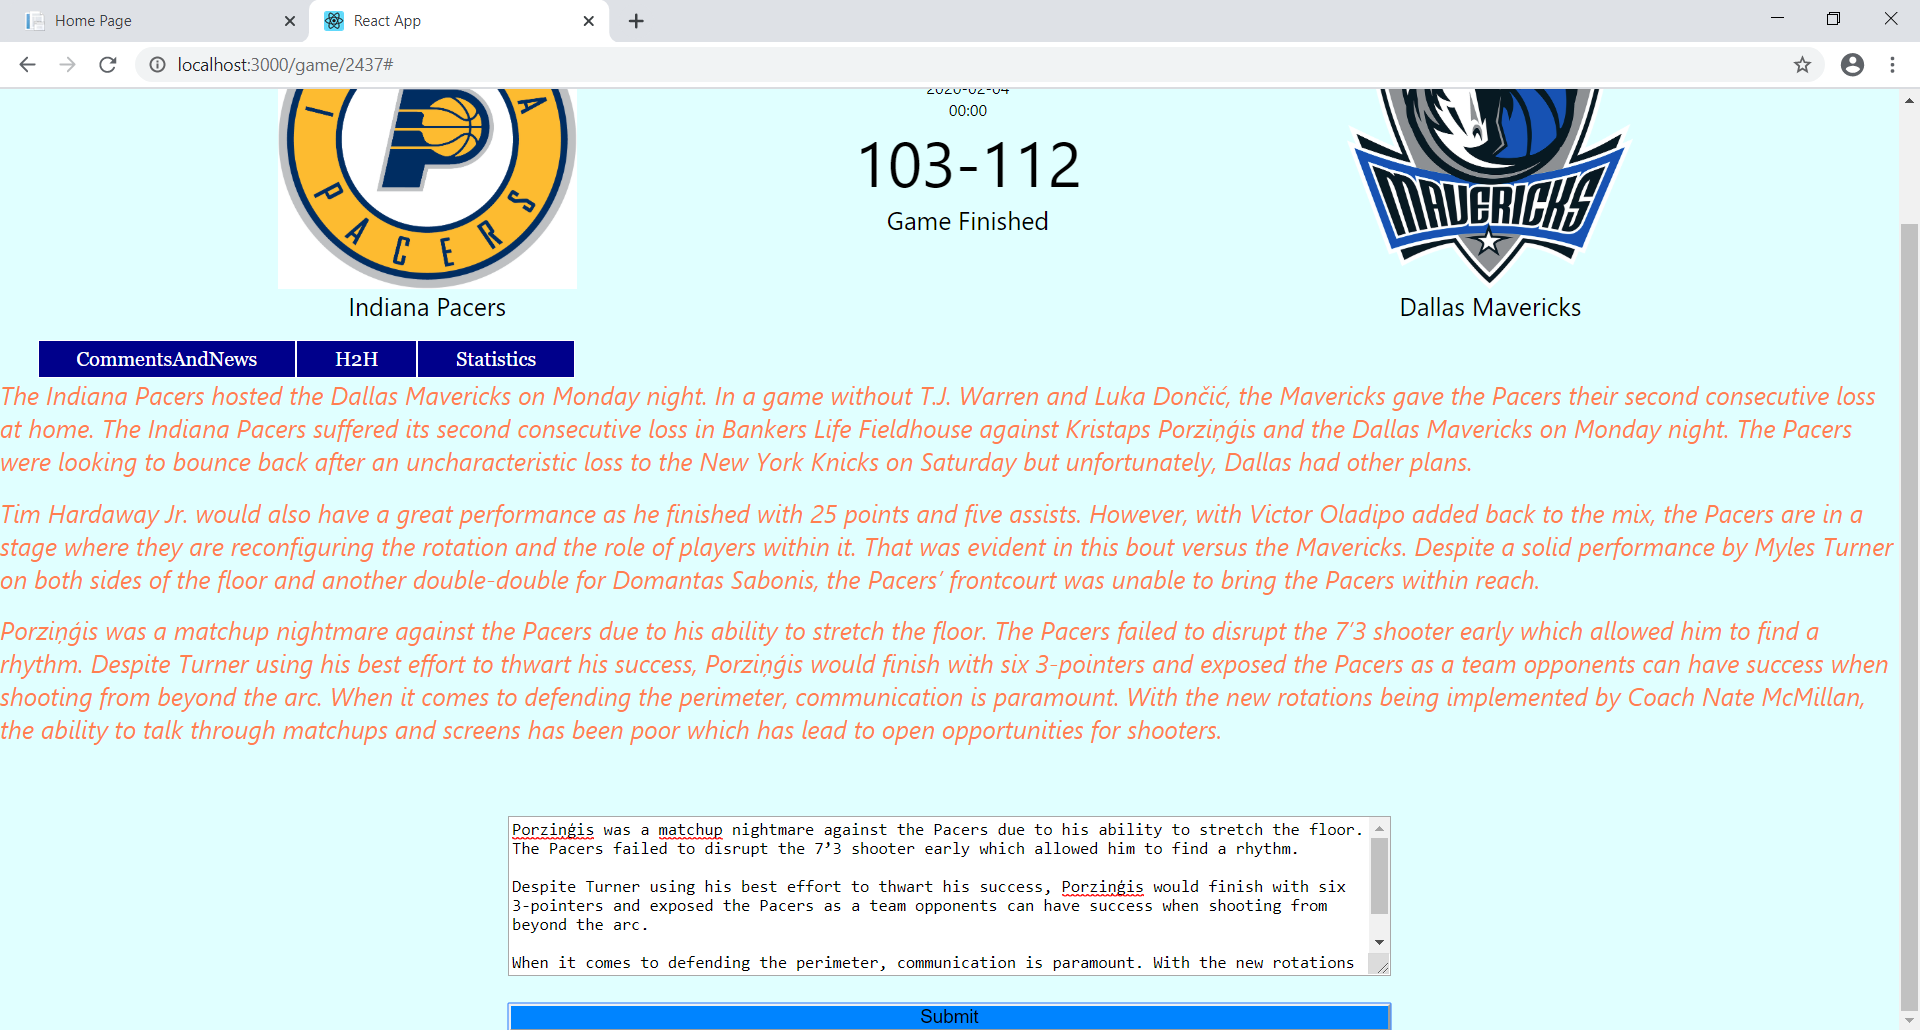 Home Page
React App
localhost:3000/game/2437#
2020-02-04
00:00
103-112
Game Finished
I PACERS A
MAVERICKS
Indiana Pacers
Dallas Mavericks
CommentsAndNews H2H Statistics
The Indiana Pacers hosted the Dallas Mavericks on Monday night. In a game without T.J. Warren and Luka Dončić, the Mavericks gave the Pacers their second consecutive loss
at home. The Indiana Pacers suffered its second consecutive loss in Bankers Life Fieldhouse against Kristaps Porziņģis and the Dallas Mavericks on Monday night. The Pacers
were looking to bounce back after an uncharacteristic loss to the New York Knicks on Saturday but unfortunately, Dallas had other plans.
Tim Hardaway Jr. would also have a great performance as he finished with 25 points and five assists. However, with Victor Oladipo added back to the mix, the Pacers are in a
stage where they are reconfiguring the rotation and the role of players within it. That was evident in this bout versus the Mavericks. Despite a solid performance by Myles Turner
on both sides of the floor and another double-double for Domantas Sabonis, the Pacers’ frontcourt was unable to bring the Pacers within reach.
Porziņģis was a matchup nightmare against the Pacers due to his ability to stretch the floor. The Pacers failed to disrupt the 7’3 shooter early which allowed him to find a
rhythm. Despite Turner using his best effort to thwart his success, Porziņģis would finish with six 3-pointers and exposed the Pacers as a team opponents can have success when
shooting from beyond the arc. When it comes to defending the perimeter, communication is paramount. With the new rotations being implemented by Coach Nate McMillan,
the ability to talk through matchups and screens has been poor which has lead to open opportunities for shooters.
Porziņģis was a matchup nightmare against the Pacers due to his ability to stretch the floor.
The Pacers failed to disrupt the 7’3 shooter early which allowed him to find a rhythm.
Despite Turner using his best effort to thwart his success, Porziņģis would finish with six
3-pointers and exposed the Pacers as a team opponents can have success when shooting from
beyond the arc.
When it comes to defending the perimeter, communication is paramount. With the new rotations
Submit